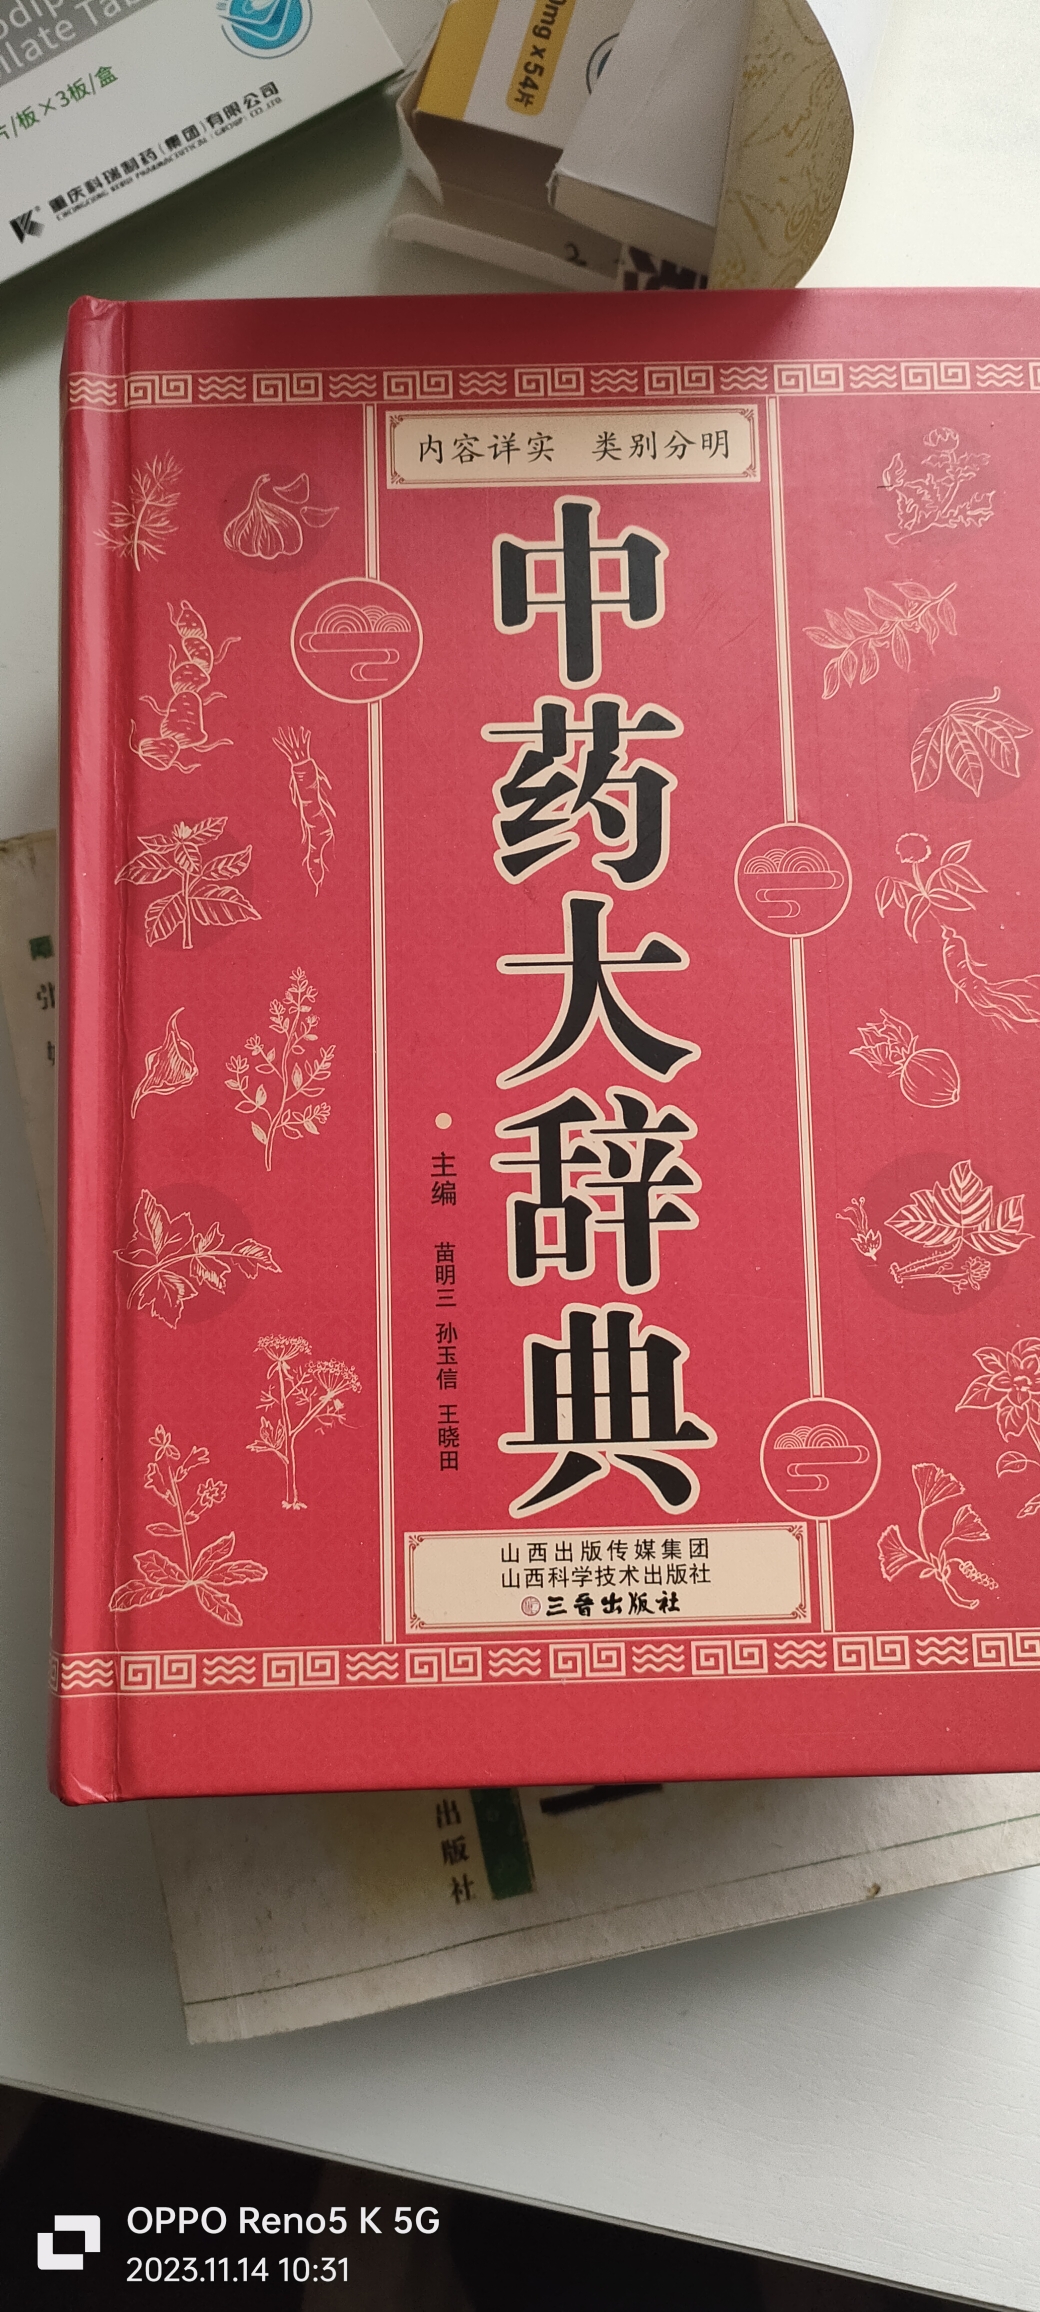 片/板×3板/盒
重庆科瑞制药(集团)有限公司
0mg x 54片
内容详实 类别分明
中药大辞典
主编 苗明三 孙玉信 王晓田
山西出版传媒集团
山西科学技术出版社
三晋出版社
出版社
OPPO Reno5 K 5G
2023.11.14 10:31